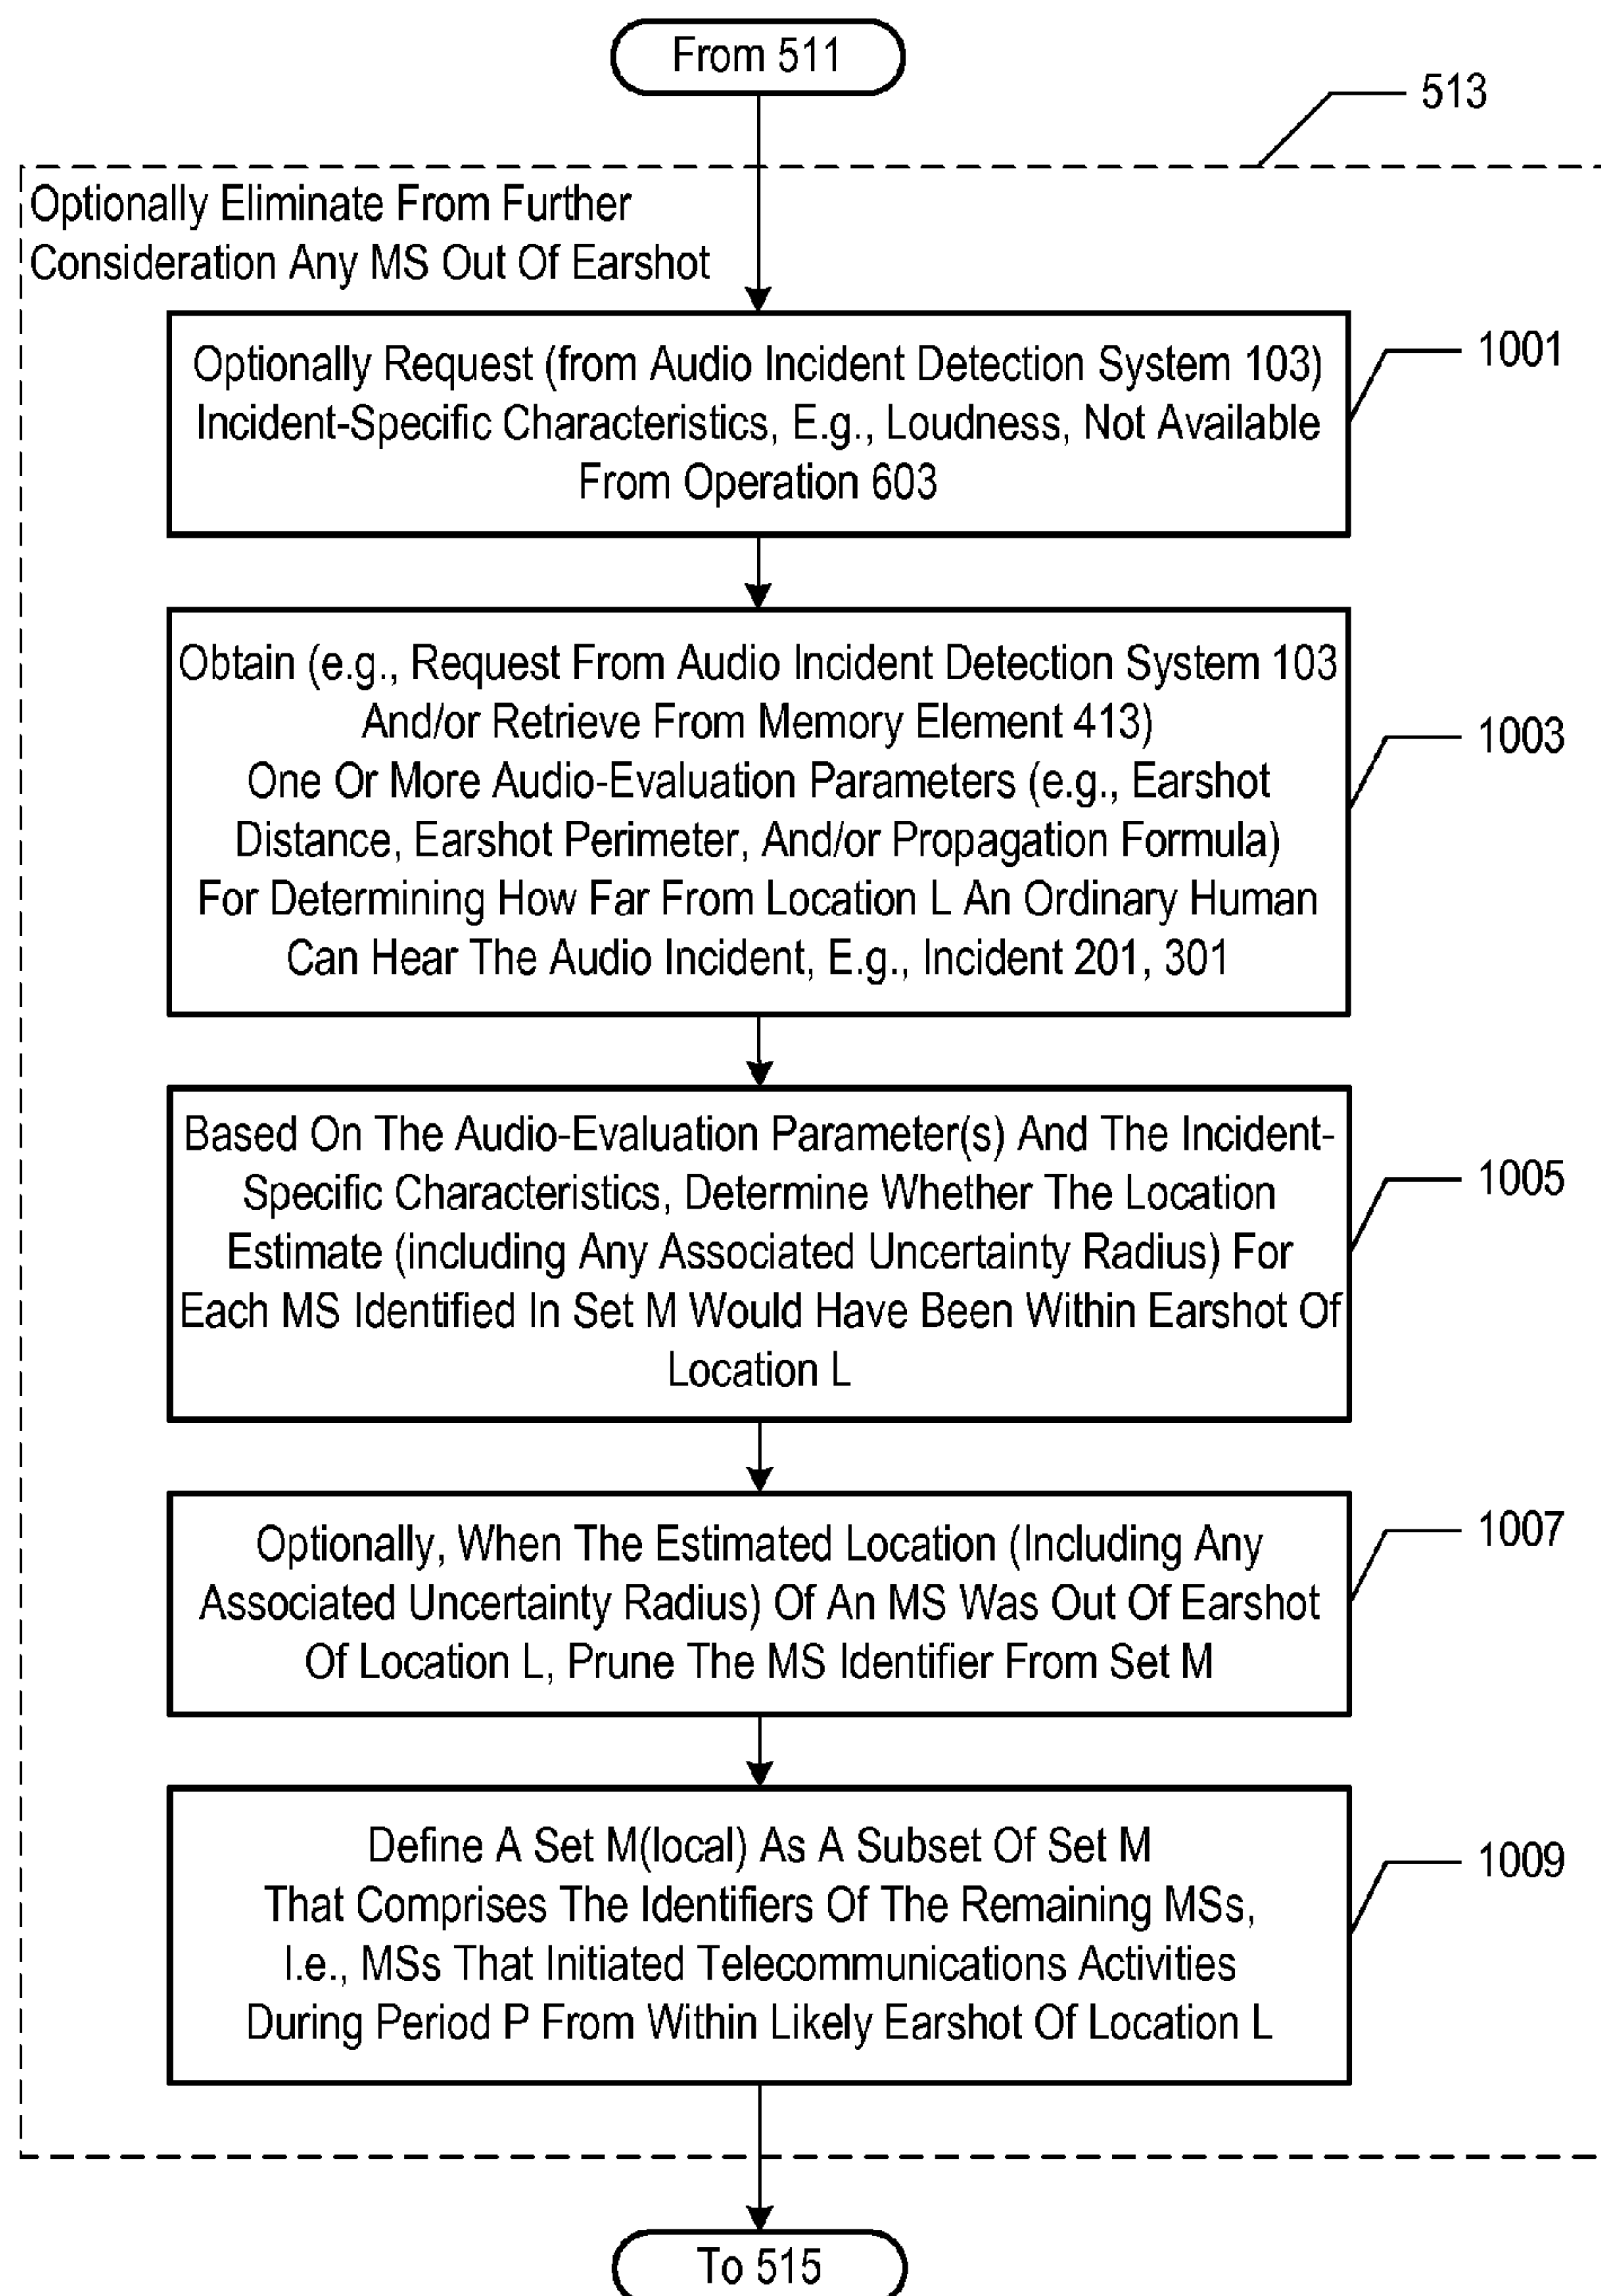 From 511
513
Optionally Eliminate From Further
Consideration Any MS Out Of Earshot
Optionally Request (from Audio Incident Detection System 103)
Incident-Specific Characteristics, E.g., Loudness, Not Available
From Operation 603
1001
Obtain (e.g., Request From Audio Incident Detection System 103
And/or Retrieve From Memory Element 413)
One Or More Audio-Evaluation Parameters (e.g., Earshot
Distance, Earshot Perimeter, And/or Propagation Formula)
For Determining How Far From Location L An Ordinary Human
Can Hear The Audio Incident, E.g., Incident 201, 301
1003
Based On The Audio-Evaluation Parameter(s) And The Incident-
Specific Characteristics, Determine Whether The Location
Estimate (including Any Associated Uncertainty Radius) For
Each MS Identified In Set M Would Have Been Within Earshot Of
Location L
1005
Optionally, When The Estimated Location (Including Any
Associated Uncertainty Radius) Of An MS Was Out Of Earshot
Of Location L, Prune The MS Identifier From Set M
1007
Define A Set M(local) As A Subset Of Set M
That Comprises The Identifiers Of The Remaining MSs,
I.e., MSs That Initiated Telecommunications Activities
During Period P From Within Likely Earshot Of Location L
1009
To 515